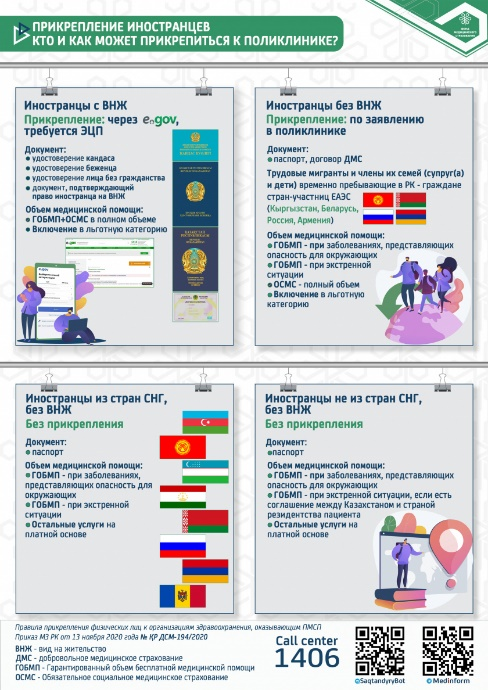 ПРИКРЕПЛЕНИЕ ИНОСТРАНЦЕВ
КТО И КАК МОЖЕТ ПРИКРЕПИТЬСЯ К ПОЛИКЛИНИКЕ?
Иностранцы с ВНЖ
Прикрепление: через egov,
требуется ЭЦП
Документ:
• удостоверение кандаса
• удостоверение беженца
• удостоверение лица без гражданства
• документ, подтверждающий
право иностранца на ВНЖ
Объем медицинской помощи:
• ГОБМП+ОСМС в полном объеме
• Включение в льготную категорию
Иностранцы без ВНЖ
Прикрепление: по заявлению
в поликлинике
Документ:
• паспорт, договор ДМС
Трудовые мигранты и члены их семей (супруг(а)
и дети) временно пребывающие в РК - граждане
стран-участниц ЕАЭС
(Кыргызстан, Беларусь,
Россия, Армения)
Объем медицинской помощи:
• ГОБМП - при заболеваниях, представляющих
опасность для окружающих
• ГОБМП - при экстренной
ситуации
• ОСМС - полный объем
• Включение в льготную
категорию
Иностранцы из стран СНГ,
без ВНЖ
Без прикрепления
Документ:
• паспорт
Объем медицинской помощи:
• ГОБМП - при заболеваниях,
представляющих опасность для
окружающих
• ГОБМП - при экстренной
ситуации
• Остальные услуги на
платной основе
Иностранцы не из стран СНГ,
без ВНЖ
Без прикрепления
Документ:
•паспорт
Объем медицинской помощи:
• ГОБМП - при заболеваниях, представляющих
опасность для окружающих
• ГОБМП - при экстренной ситуации, если есть
соглашение между Казахстаном и страной
резидентства пациента
• Остальные услуги на
платной основе
Правила прикрепления физических лиц к организациям здравоохранения, оказывающим ПМСП
Приказ МЗ РК от 13 ноября 2020 года № ҚР ДСМ-194/2020
ВНЖ - вид на жительство
ДМС - добровольное медицинское страхование
ГОБМП - Гарантированный объем бесплатной медицинской помощи
ОСМС - Обязательное социальное медицинское страхование
Call center
1406
@SaqtandyryBot
@Medinform